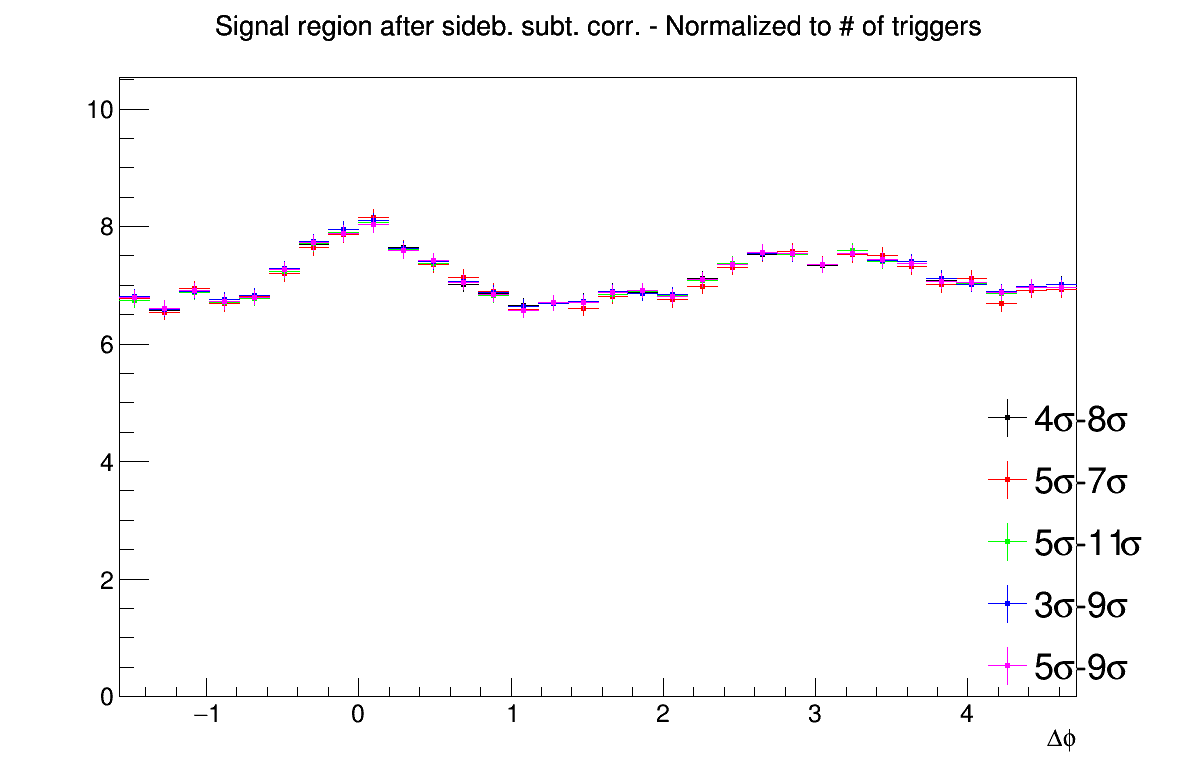 Signal region after sideb. subt. corr. - Normalized to # of triggers
10
8
6
4
2
0
4σ-8σ
5σ-7σ
5σ-11σ
3σ-9σ
5σ-9σ
−1 0 1 2 3 4
Δϕ